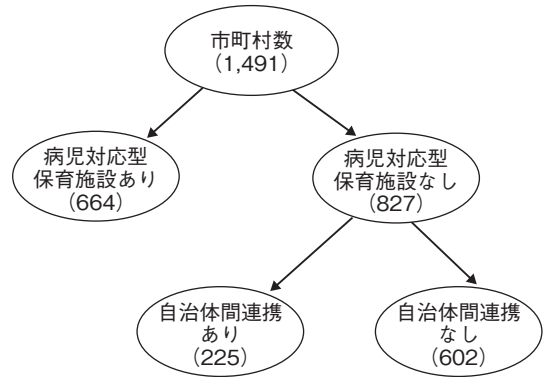 市町村数
（1,491）
病児対応型
保育施設あり
（664）
病児対応型
保育施設なし
（827）
自治体間連携
あり
（225）
自治体間連携
なし
（602）